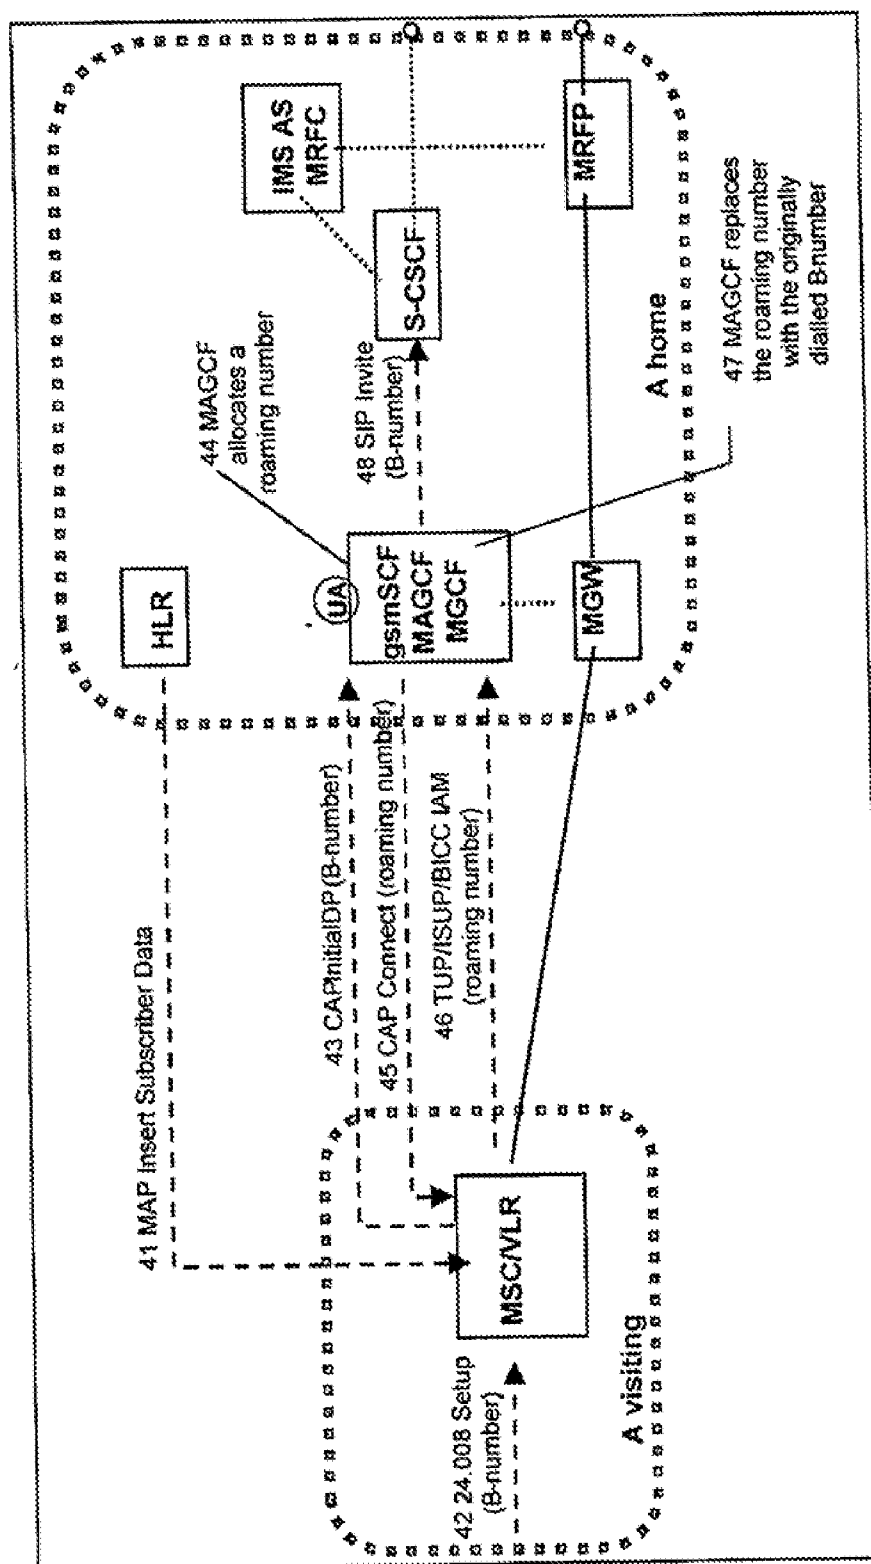 41 MAP Insert Subscriber Data
HLR
44 MAGCF
allocates a
roaming number
IMS AS
MRFC
43 CAPInitialDP(B-number)
UA
45 CAP Connect (roaming number)
gsmSCF
MAGCF
MGCF
48 SIP Invite
(B-number)
S-CSCF
46 TUP/ISUP/BICC IAM
(roaming number)
42 24.008 Setup
(B-number)
MSC/VLR
MGW
MRFP
A visiting
A home
47 MAGCF replaces
the roaming number
with the originally
dialled B-number